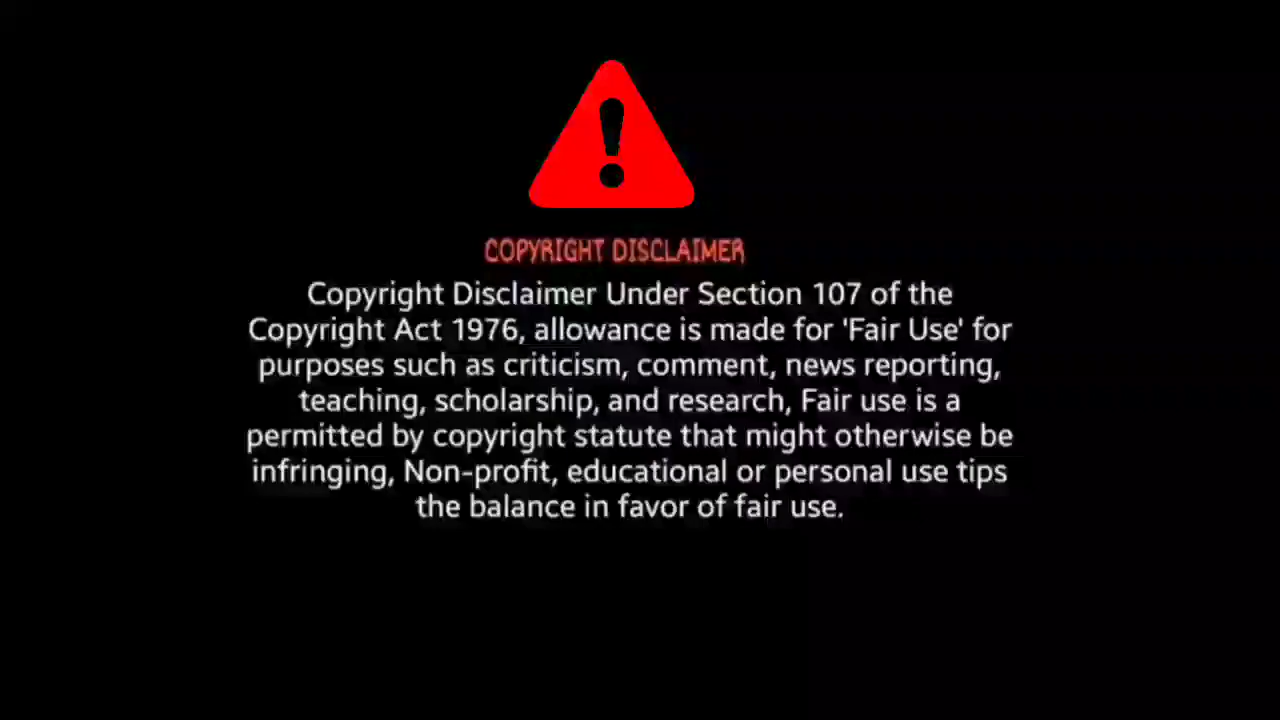 COPYRIGHT DISCLAIMER
Copyright Disclaimer Under Section 107 of the
Copyright Act 1976, allowance is made for 'Fair Use' for
purposes such as criticism, comment, news reporting,
teaching, scholarship, and research, Fair use is a
permitted by copyright statute that might otherwise be
infringing, Non-profit, educational or personal use tips
the balance in favor of fair use.